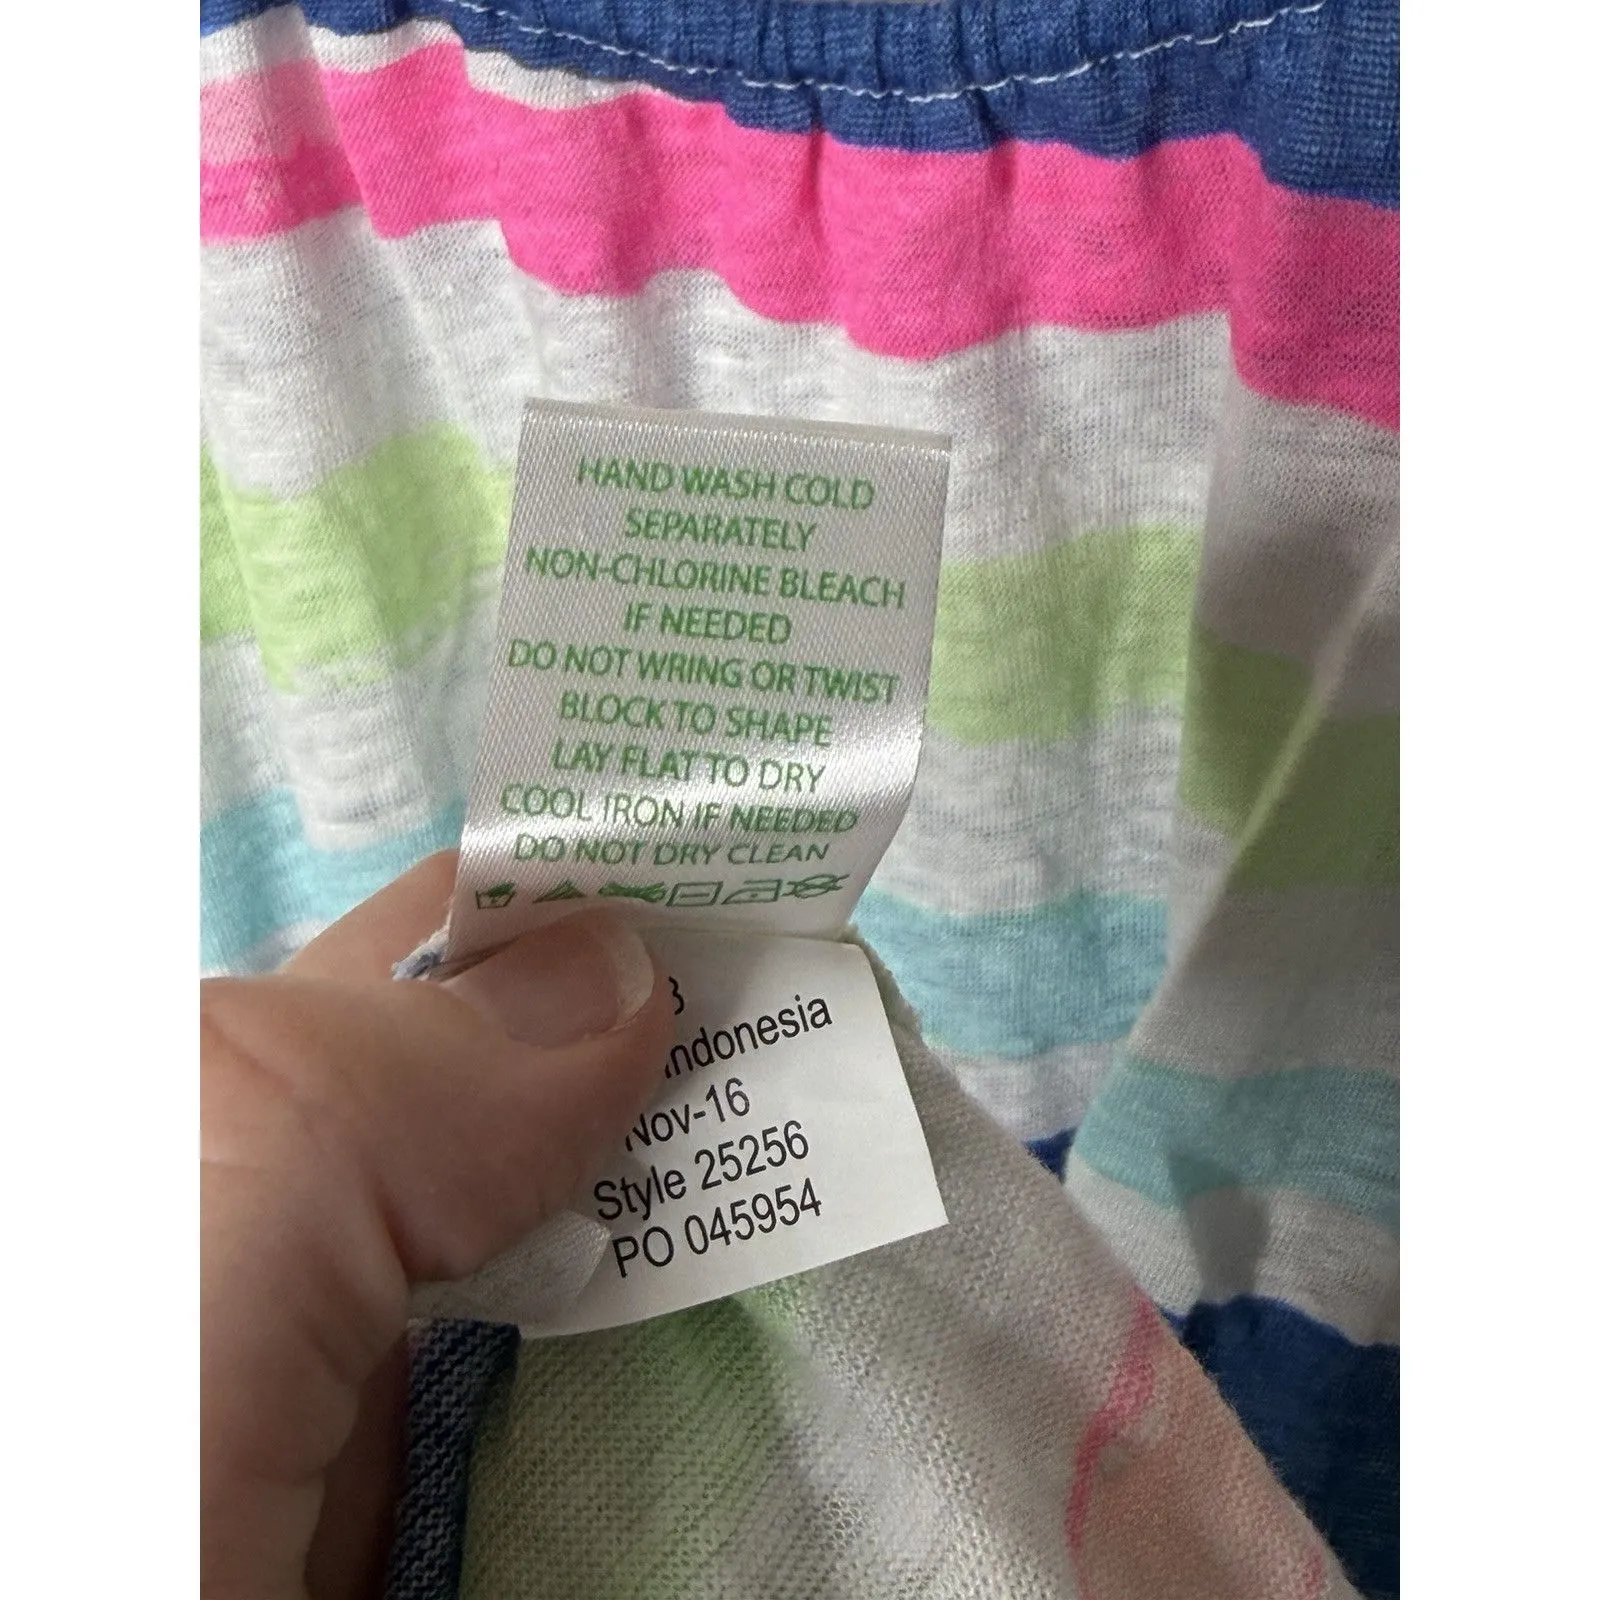 HAND WASH COLD
SEPARATELY
NON-CHLORINE BLEACH
IF NEEDED
DO NOT WRING OR TWIST
BLOCK TO SHAPE
LAY FLAT TO DRY
COOL IRON IF NEEDED
DO NOT DRY CLEAN
Indonesia
Nov-16
Style 25256
PO 045954